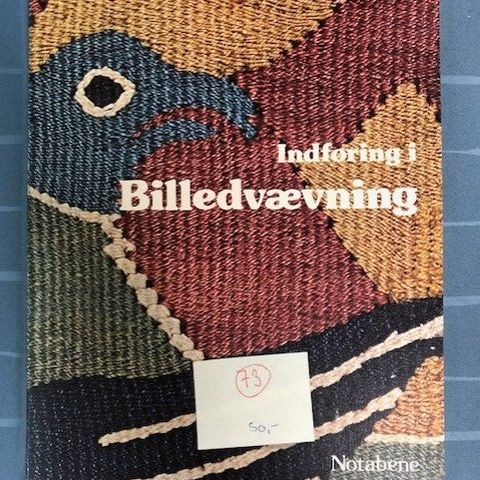 Indføring i
Billedvævning
73
50,-
Notabene